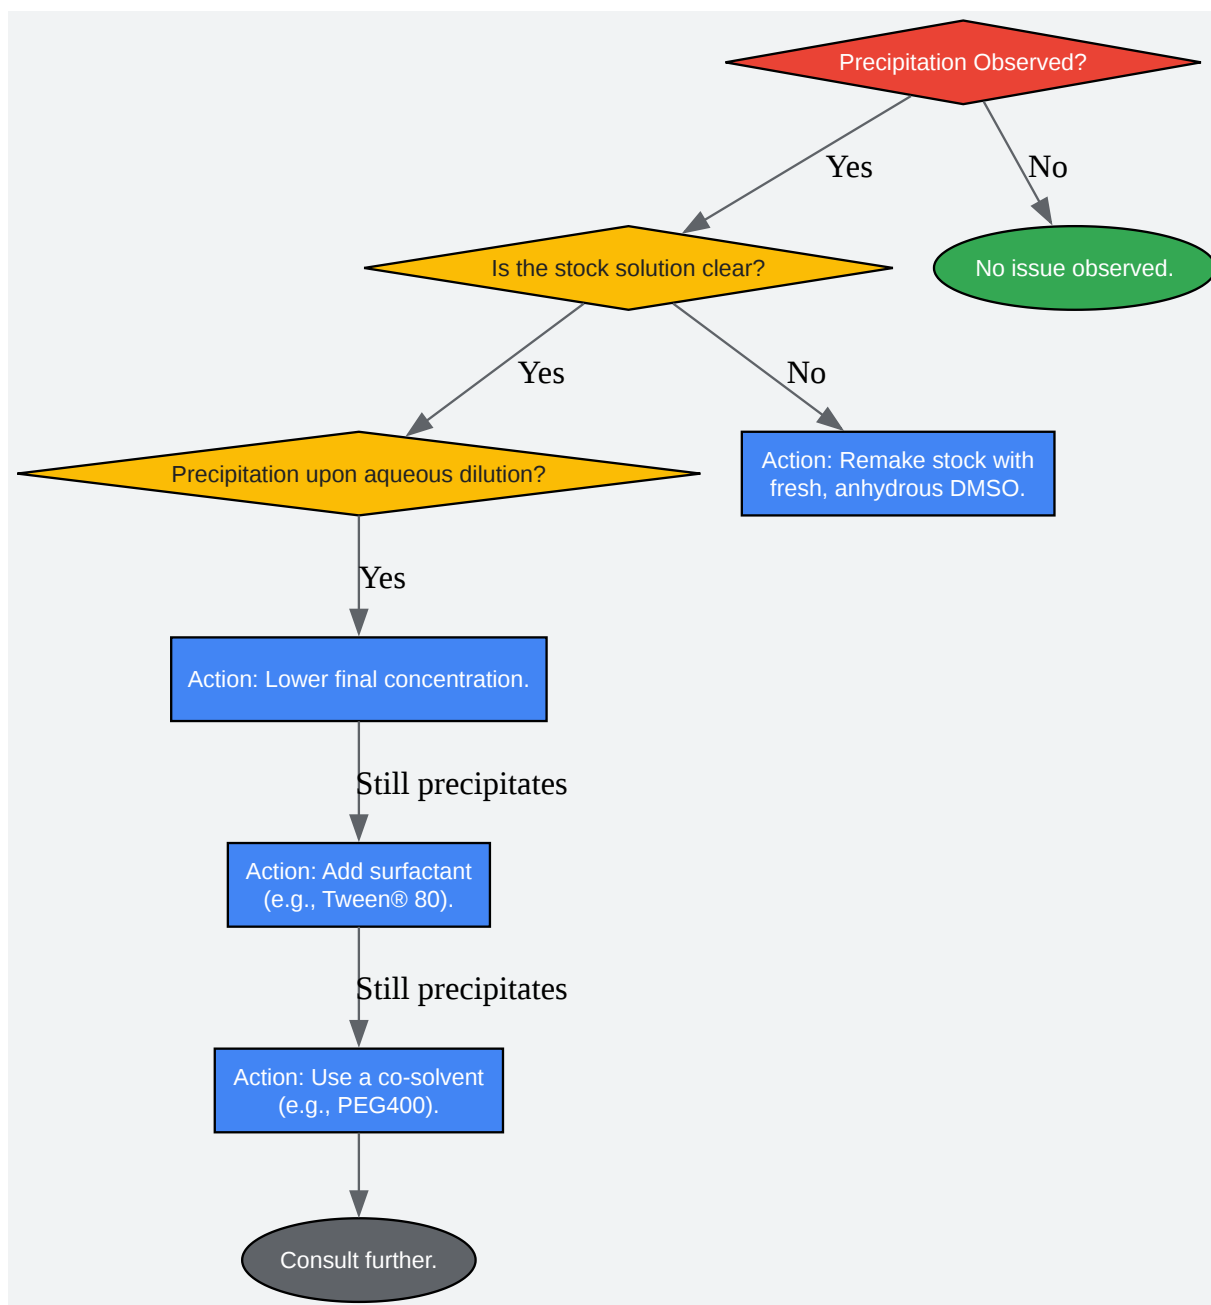 Precipitation Observed?
Yes
No
Is the stock solution clear?
No issue observed.
Yes
No
Precipitation upon aqueous dilution?
Action: Remake stock with
fresh, anhydrous DMSO.
Yes
Action: Lower final concentration.
Still precipitates
Action: Add surfactant
(e.g., Tween® 80).
Still precipitates
Action: Use a co-solvent
(e.g., PEG400).
Consult further.